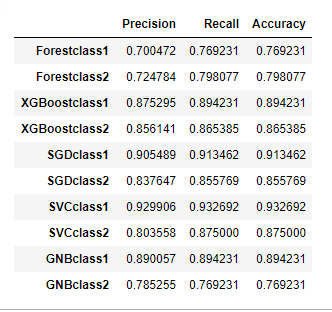 Precision Recall Accuracy
Forestclass1 0.700472 0.769231 0.769231
Forestclass2 0.724784 0.798077 0.798077
XGBoostclass1 0.875295 0.894231 0.894231
XGBoostclass2 0.856141 0.865385 0.865385
SGDclass1 0.905489 0.913462 0.913462
SGDclass2 0.837647 0.855769 0.855769
SVCclass1 0.929906 0.932692 0.932692
SVCclass2 0.803558 0.875000 0.875000
GNBclass1 0.890057 0.894231 0.894231
GNBclass2 0.785255 0.769231 0.769231